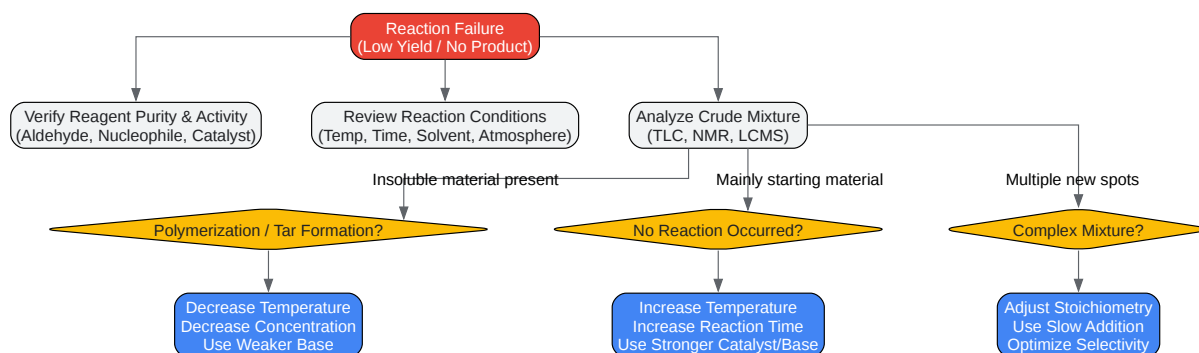 Reaction Failure
(Low Yield / No Product)
Verify Reagent Purity & Activity
(Aldehyde, Nucleophile, Catalyst)
Review Reaction Conditions
(Temp, Time, Solvent, Atmosphere)
Analyze Crude Mixture
(TLC, NMR, LCMS)
Insoluble material present
Mainly starting material
Multiple new spots
Polymerization / Tar Formation?
No Reaction Occurred?
Complex Mixture?
Decrease Temperature
Decrease Concentration
Use Weaker Base
Increase Temperature
Increase Reaction Time
Use Stronger Catalyst/Base
Adjust Stoichiometry
Use Slow Addition
Optimize Selectivity